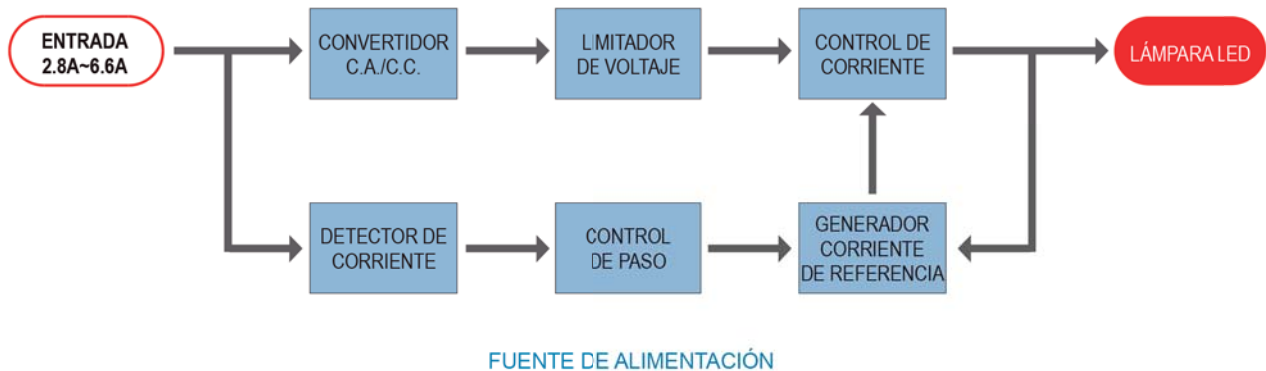 ENTRADA
2.8A~6.6A
CONVERTIDOR
C.A./C.C.
LIMITADOR
DE VOLTAJE
CONTROL DE
CORRIENTE
LÁMPARA LED
DETECTOR DE
CORRIENTE
CONTROL
DE PASO
GENERADOR
CORRIENTE
DE REFERENCIA
FUENTE DE ALIMENTACIÓN